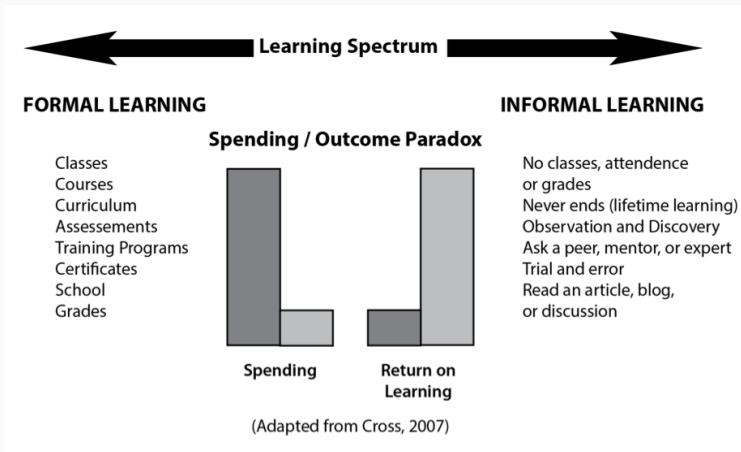 Learning Spectrum
FORMAL LEARNING
Classes
Courses
Curriculum
Assessements
Training Programs
Certificates
School
Grades
Spending / Outcome Paradox
Spending
Return on
Learning
INFORMAL LEARNING
No classes, attendence
or grades
Never ends (lifetime learning)
Observation and Discovery
Ask a peer, mentor, or expert
Trial and error
Read an article, blog,
or discussion
(Adapted from Cross, 2007)